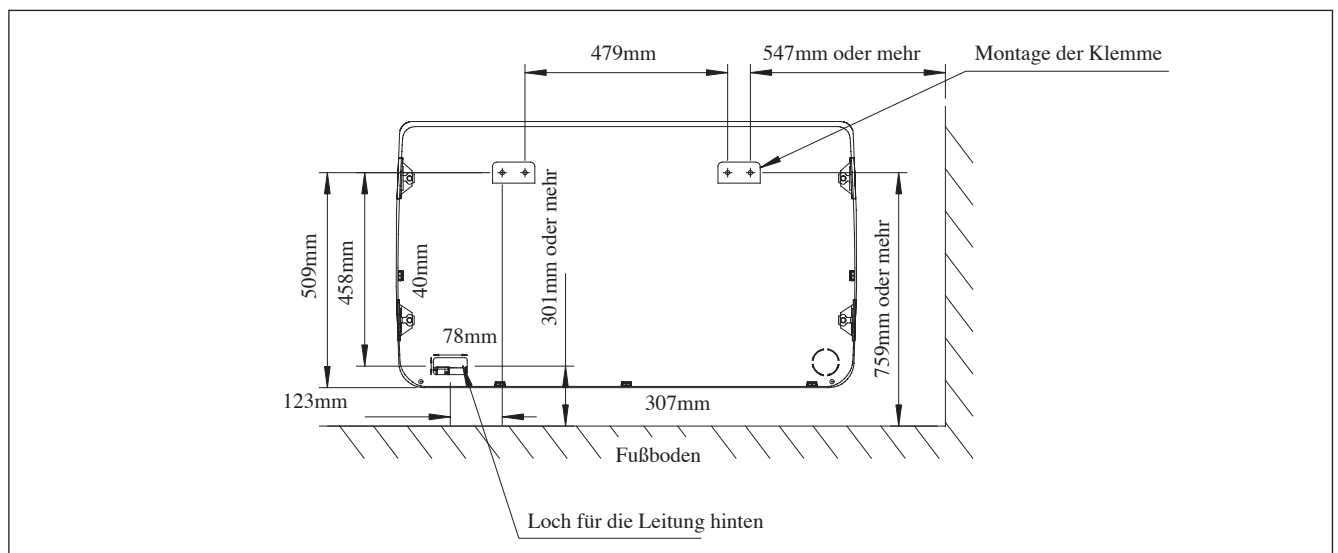 479mm
547mm oder mehr
Montage der Klemme
509mm
458mm
40mm
301mm oder mehr
759mm oder mehr
78mm
123mm
307mm
Fußboden
Loch für die Leitung hinten